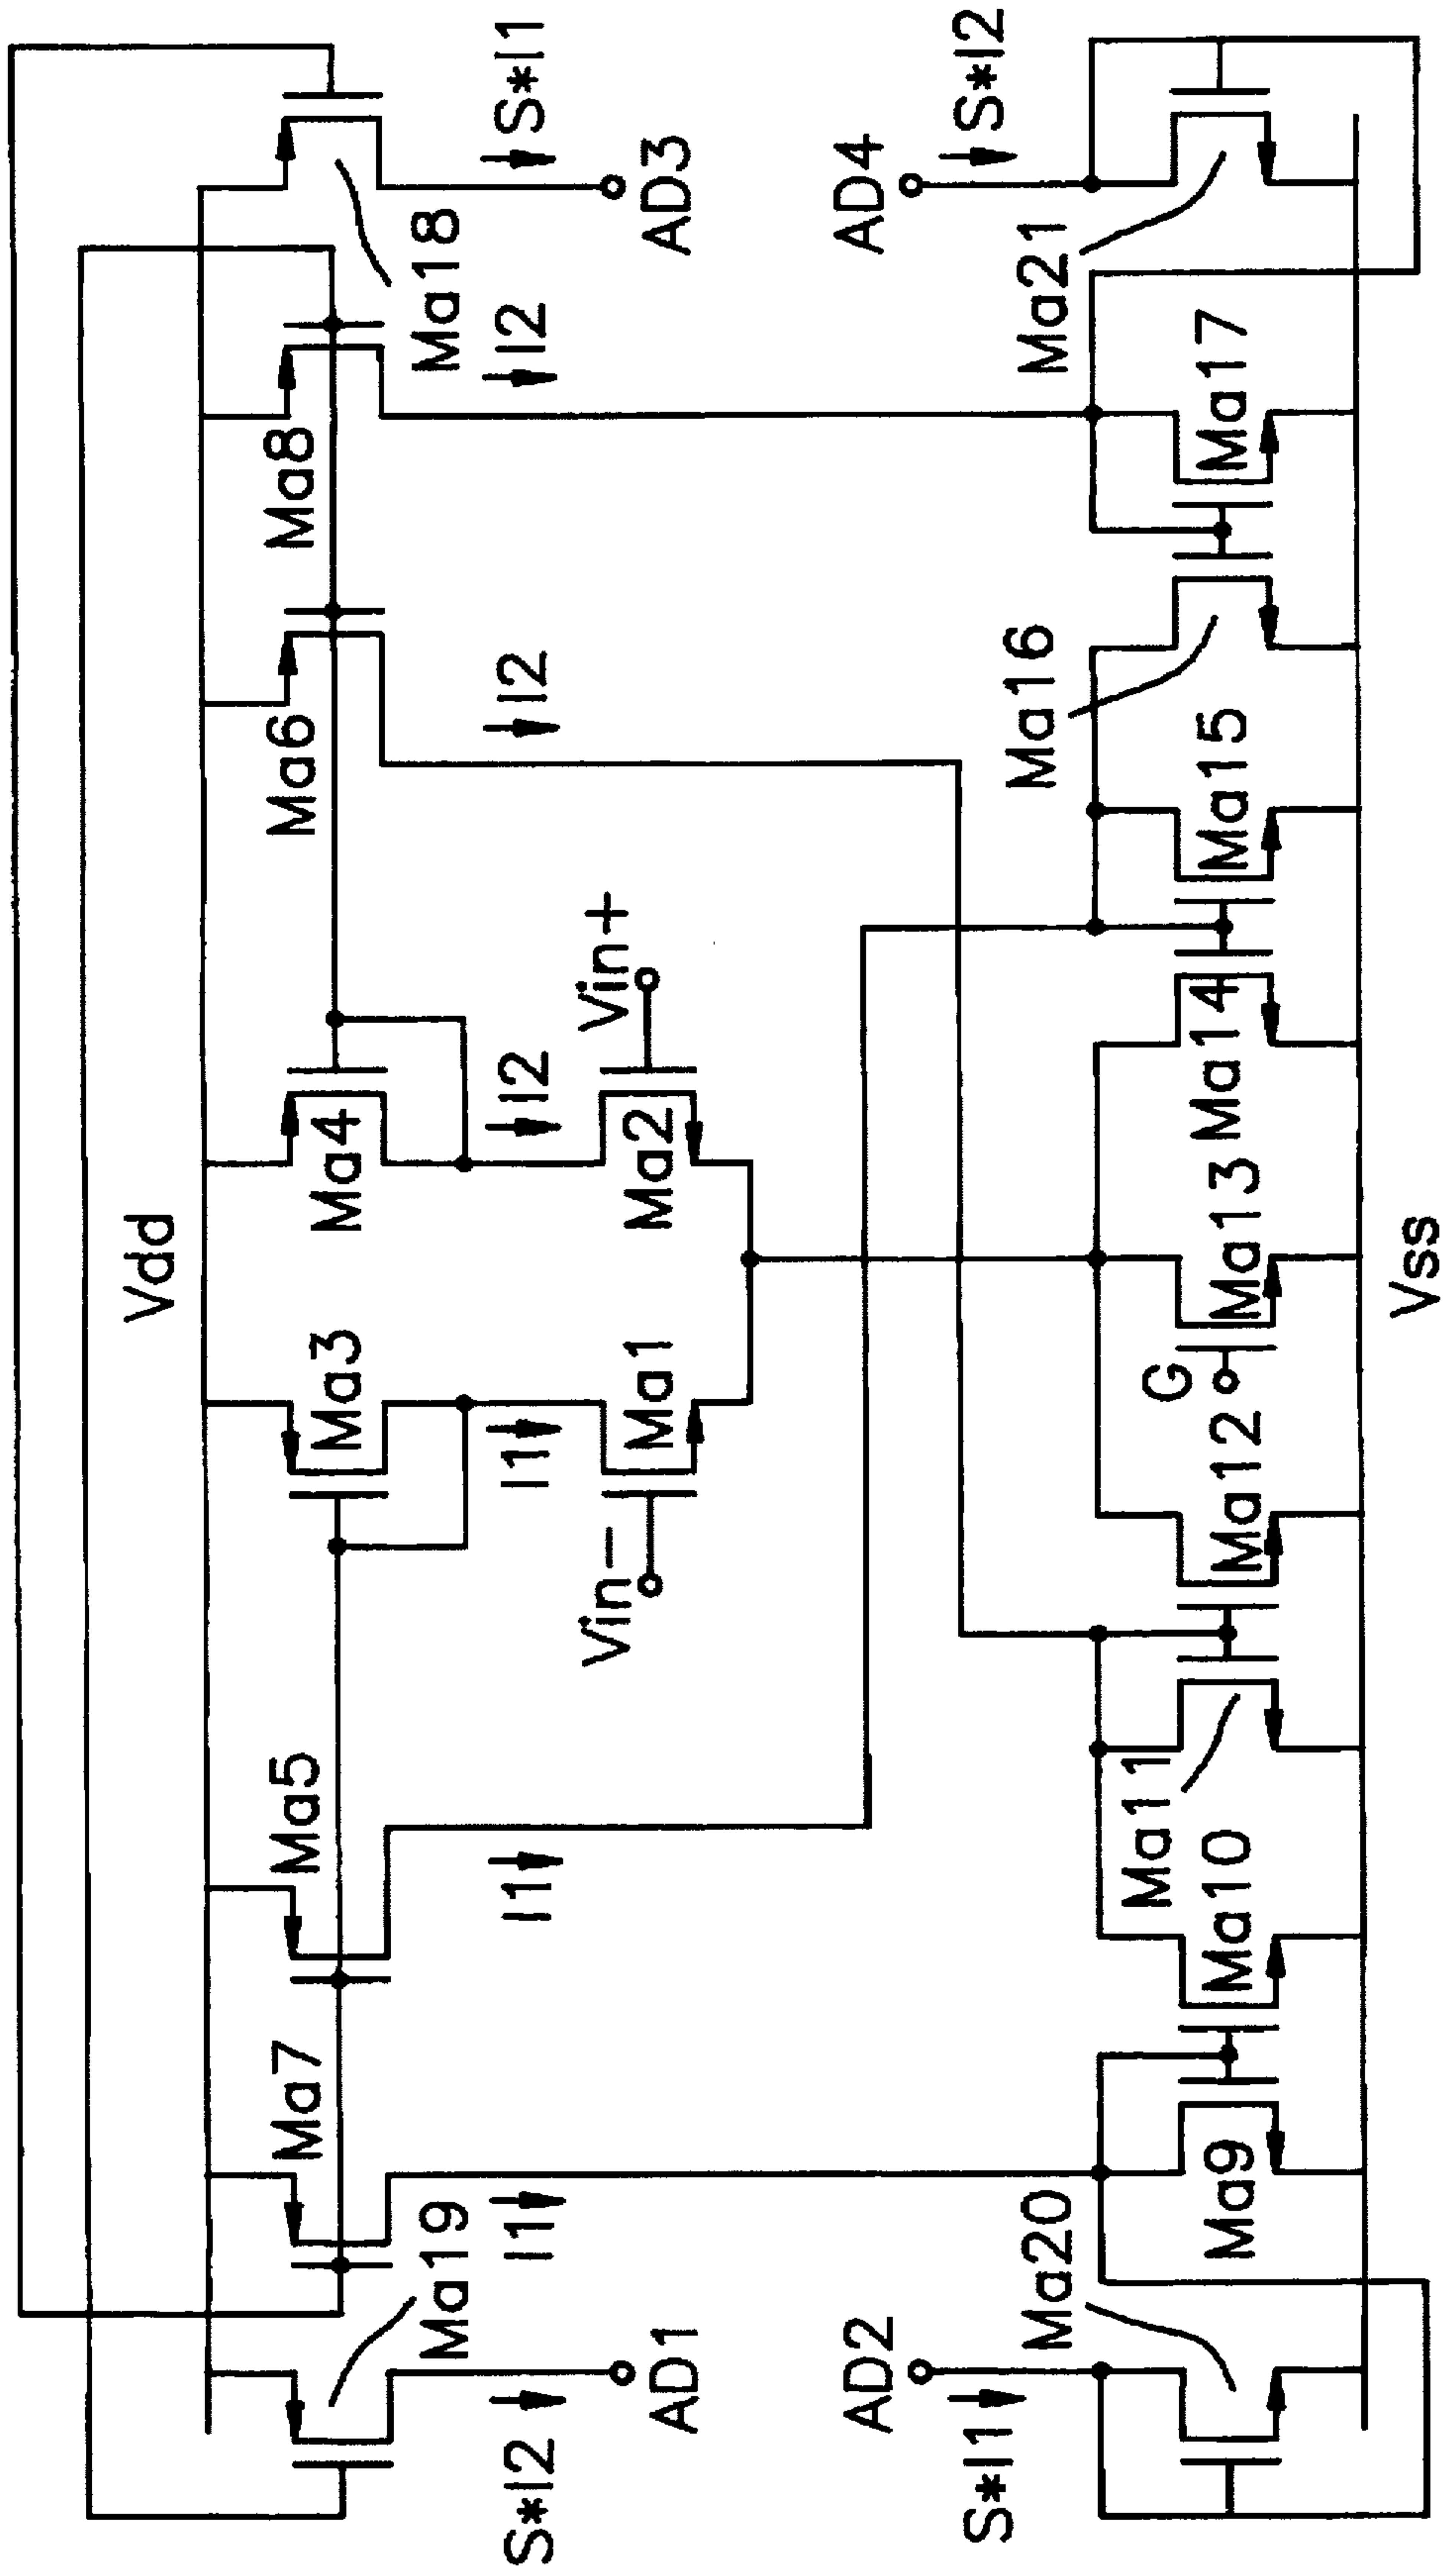 Vdd
Ma19
Ma7
Ma5
Ma3
Ma4
Ma6
Ma8
Ma18
S*I2
I1
I1
I1
I2
I2
I2
S*I1
AD1
Vin-
Ma1
Ma2
Vin+
AD3
AD2
AD4
S*I1
S*I2
Ma20
Ma9
Ma10
Ma11
Ma12
G
Ma13
Ma14
Ma15
Ma16
Ma17
Ma21
Vss